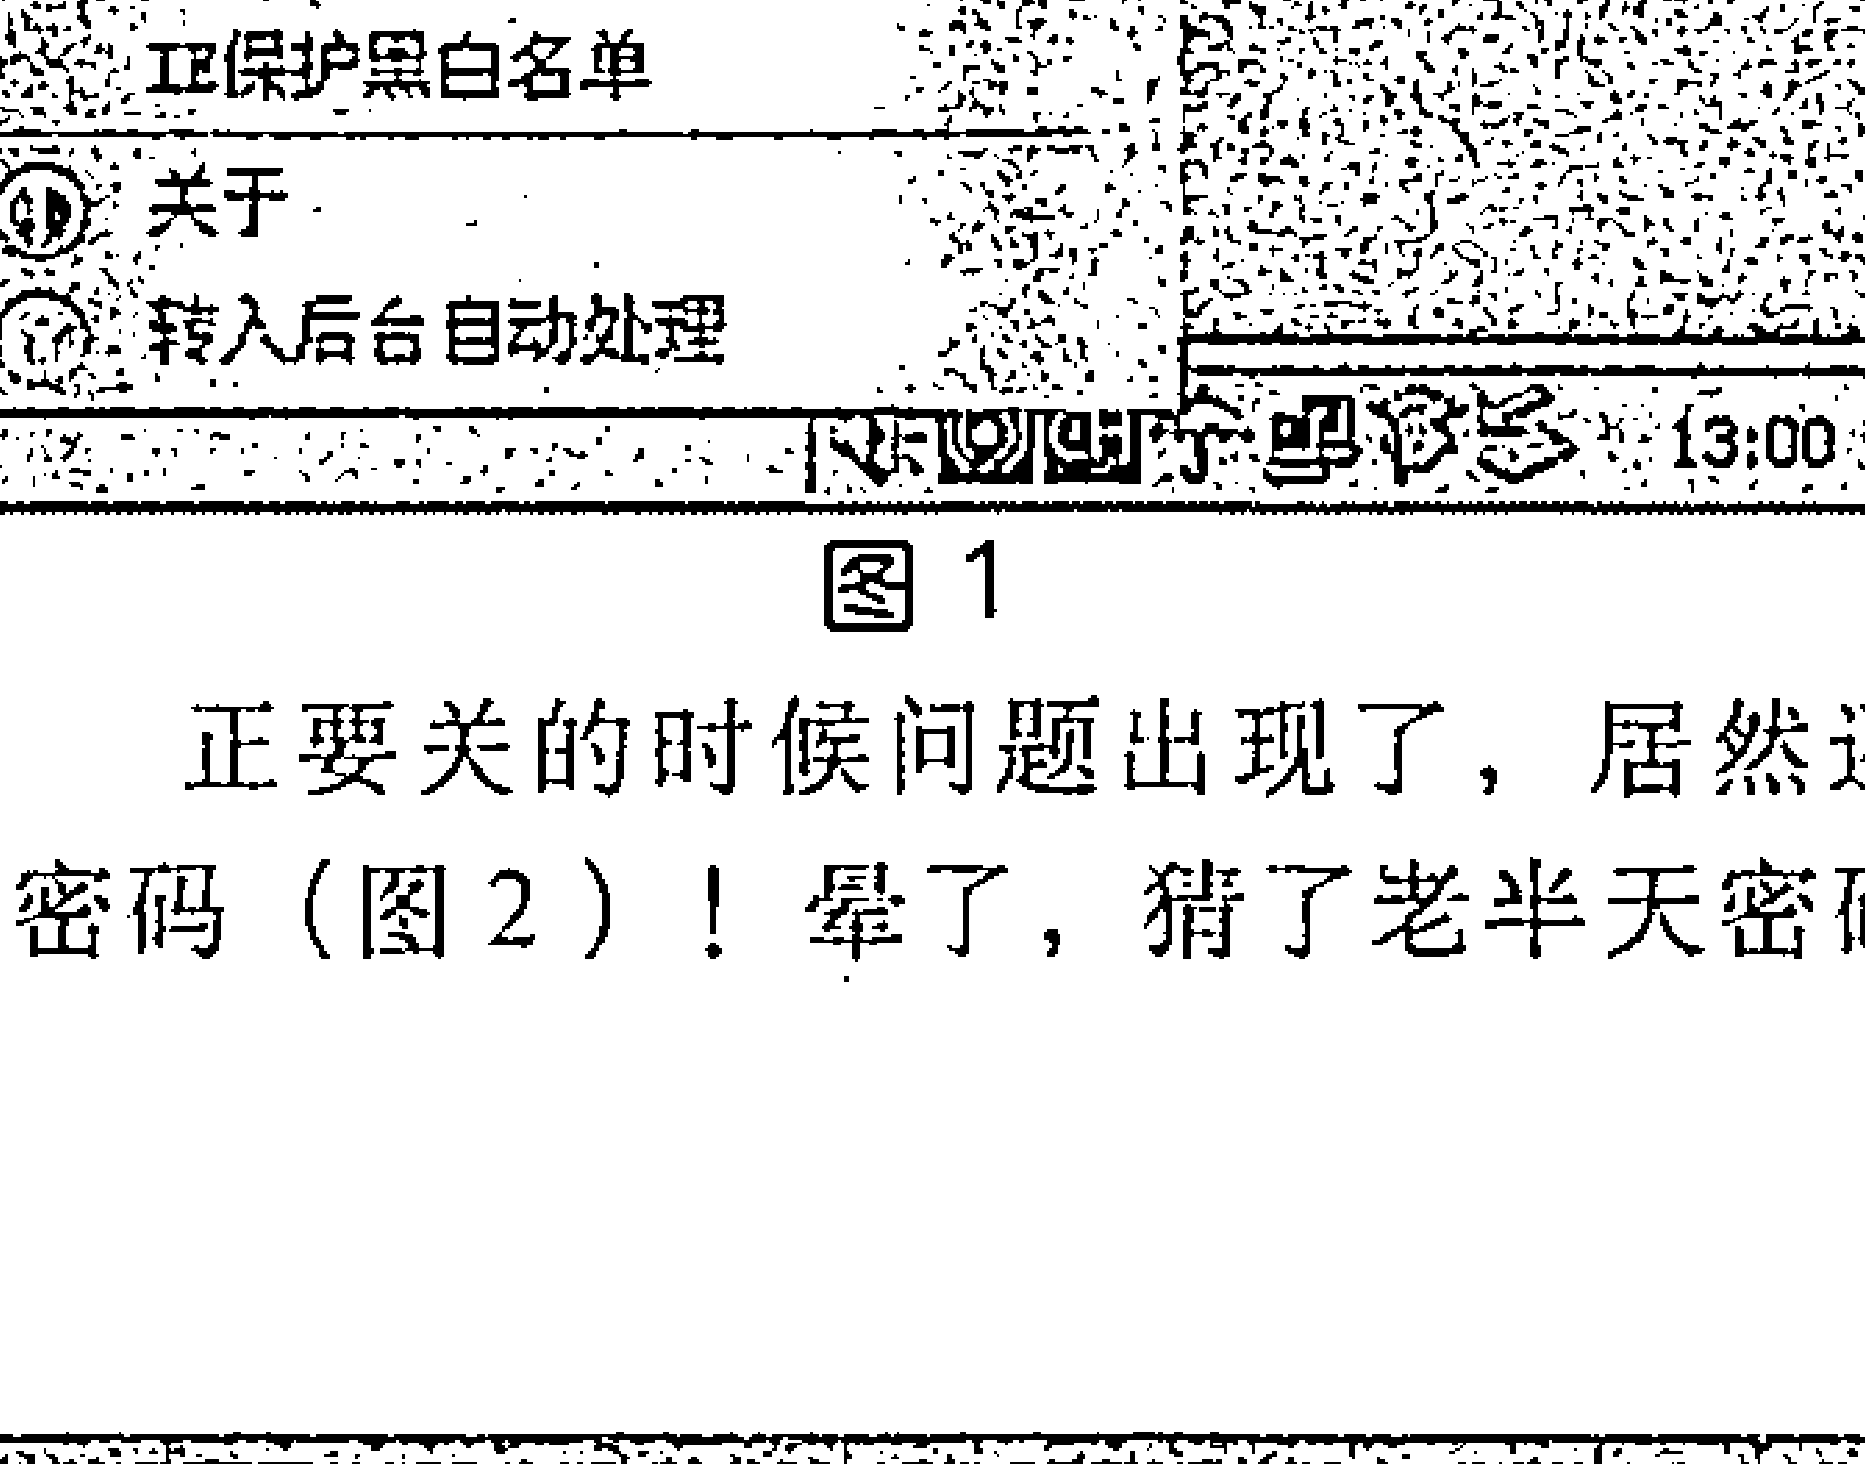 IE保护黑白名单
关于
转入后台自动处理
13:00
图 1
正要关的时候问题出现了，居然
密码（图2）！晕了，猜了老半天密